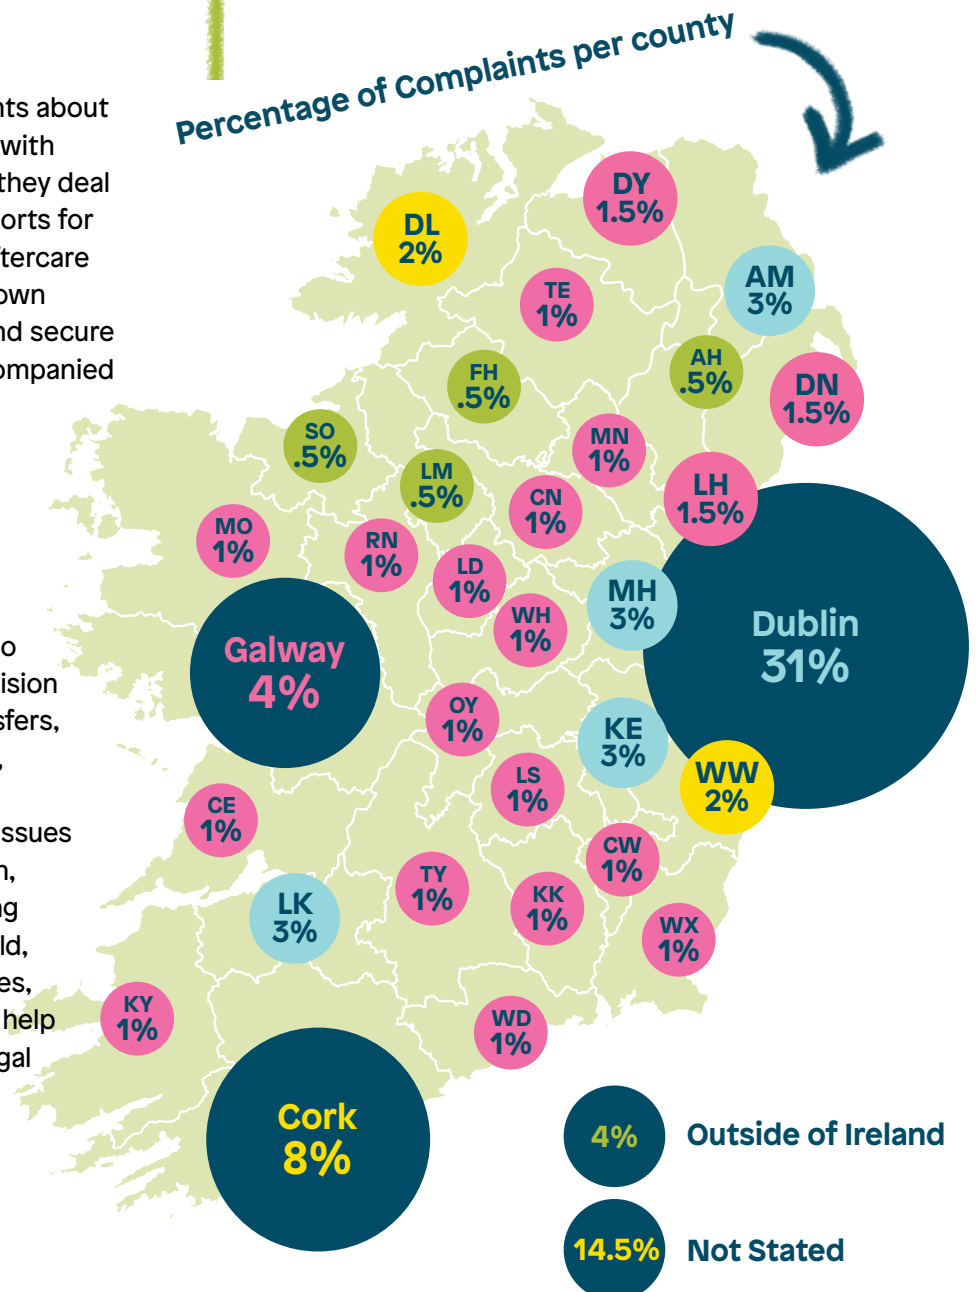 Percentage of Complaints per county
nts about
with
they deal
orts for
tercare
own
nd secure
ompanied
o
ision
sfers,
,
issues
n,
ng
ld,
es,
help
gal
DY
1.5%
DL
2%
AM
3%
TE
1%
AH
.5%
FH
.5%
DN
1.5%
SO
.5%
MN
1%
LM
.5%
LH
1.5%
CN
1%
MO
1%
RN
1%
LD
1%
MH
3%
WH
1%
Dublin
31%
Galway
4%
OY
1%
KE
3%
LS
1%
WW
2%
CE
1%
CW
1%
TY
1%
KK
1%
LK
3%
WX
1%
KY
1%
WD
1%
Cork
8%
4% Outside of Ireland
14.5% Not Stated